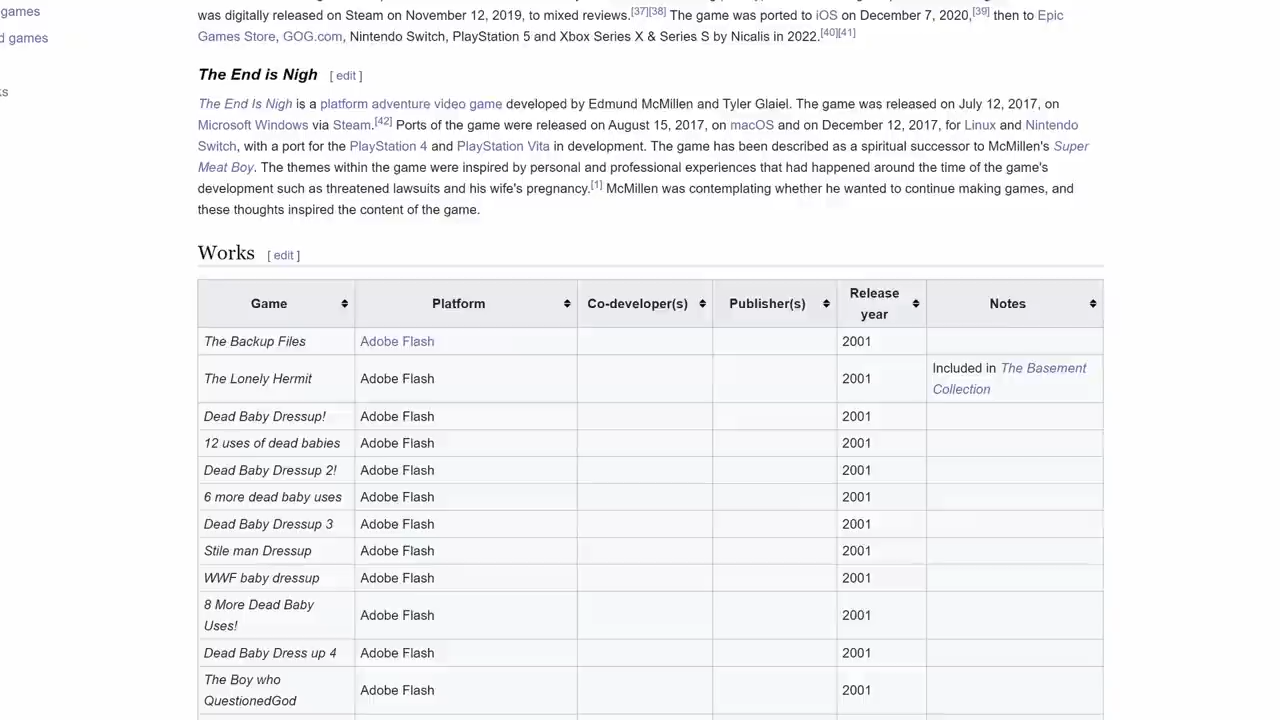 games
was digitally released on Steam on November 12, 2019, to mixed reviews.[37][38] The game was ported to iOS on December 7, 2020,[39] then to Epic
d games
Games Store, GOG.com, Nintendo Switch, PlayStation 5 and Xbox Series X & Series S by Nicalis in 2022.[40][41]
The End is Nigh [ edit ]
ks
The End Is Nigh is a platform adventure video game developed by Edmund McMillen and Tyler Glaiel. The game was released on July 12, 2017, on
Microsoft Windows via Steam.[42] Ports of the game were released on August 15, 2017, on macOS and on December 12, 2017, for Linux and Nintendo
Switch, with a port for the PlayStation 4 and PlayStation Vita in development. The game has been described as a spiritual successor to McMillen's Super
Meat Boy. The themes within the game were inspired by personal and professional experiences that had happened around the time of the game's
development such as threatened lawsuits and his wife's pregnancy.[1] McMillen was contemplating whether he wanted to continue making games, and
these thoughts inspired the content of the game.
Works [ edit ]
Game Platform Co-developer(s) Publisher(s) Release year Notes
The Backup Files Adobe Flash 2001
The Lonely Hermit Adobe Flash 2001 Included in The Basement
Collection
Dead Baby Dressup! Adobe Flash 2001
12 uses of dead babies Adobe Flash 2001
Dead Baby Dressup 2! Adobe Flash 2001
6 more dead baby uses Adobe Flash 2001
Dead Baby Dressup 3 Adobe Flash 2001
Stile man Dressup Adobe Flash 2001
WWF baby dressup Adobe Flash 2001
8 More Dead Baby
Uses! Adobe Flash 2001
Dead Baby Dress up 4 Adobe Flash 2001
The Boy who
QuestionedGod Adobe Flash 2001